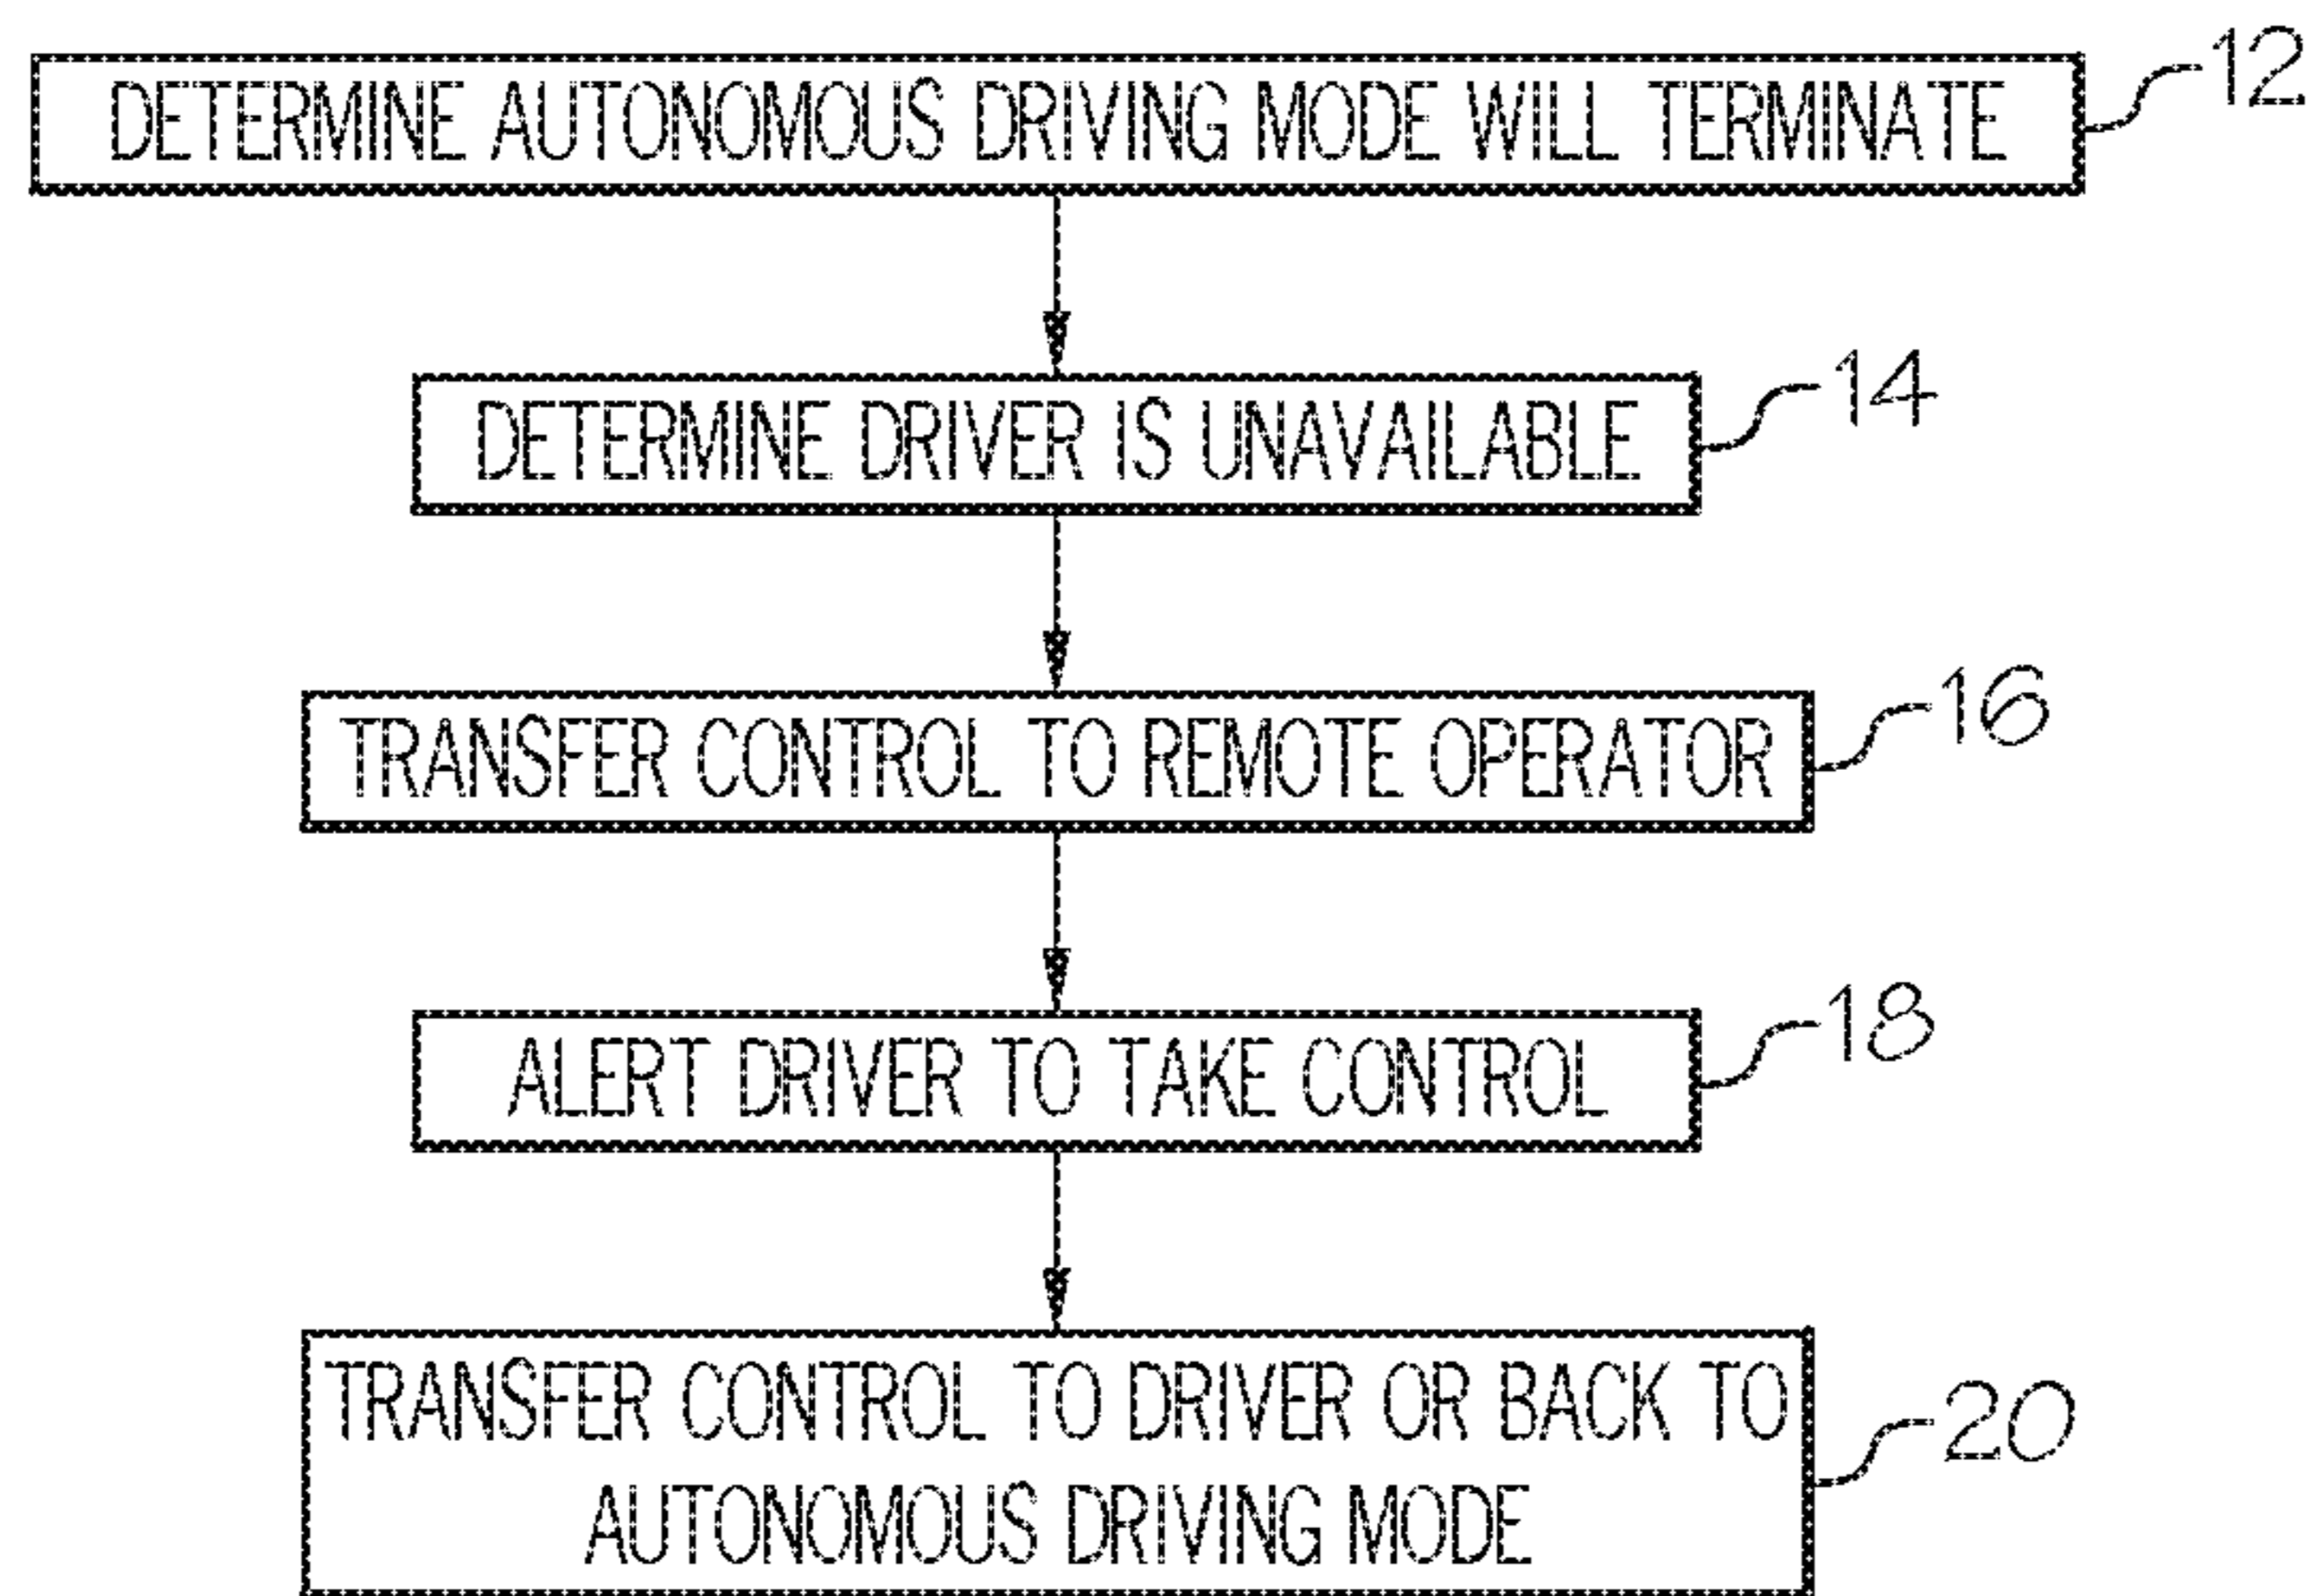 DETERMINE AUTONOMOUS DRIVING MODE WILL TERMINATE
12
DETERMINE DRIVER IS UNAVAILABLE
14
TRANSFER CONTROL TO REMOTE OPERATOR
16
ALERT DRIVER TO TAKE CONTROL
18
TRANSFER CONTROL TO DRIVER OR BACK TO
AUTONOMOUS DRIVING MODE
20